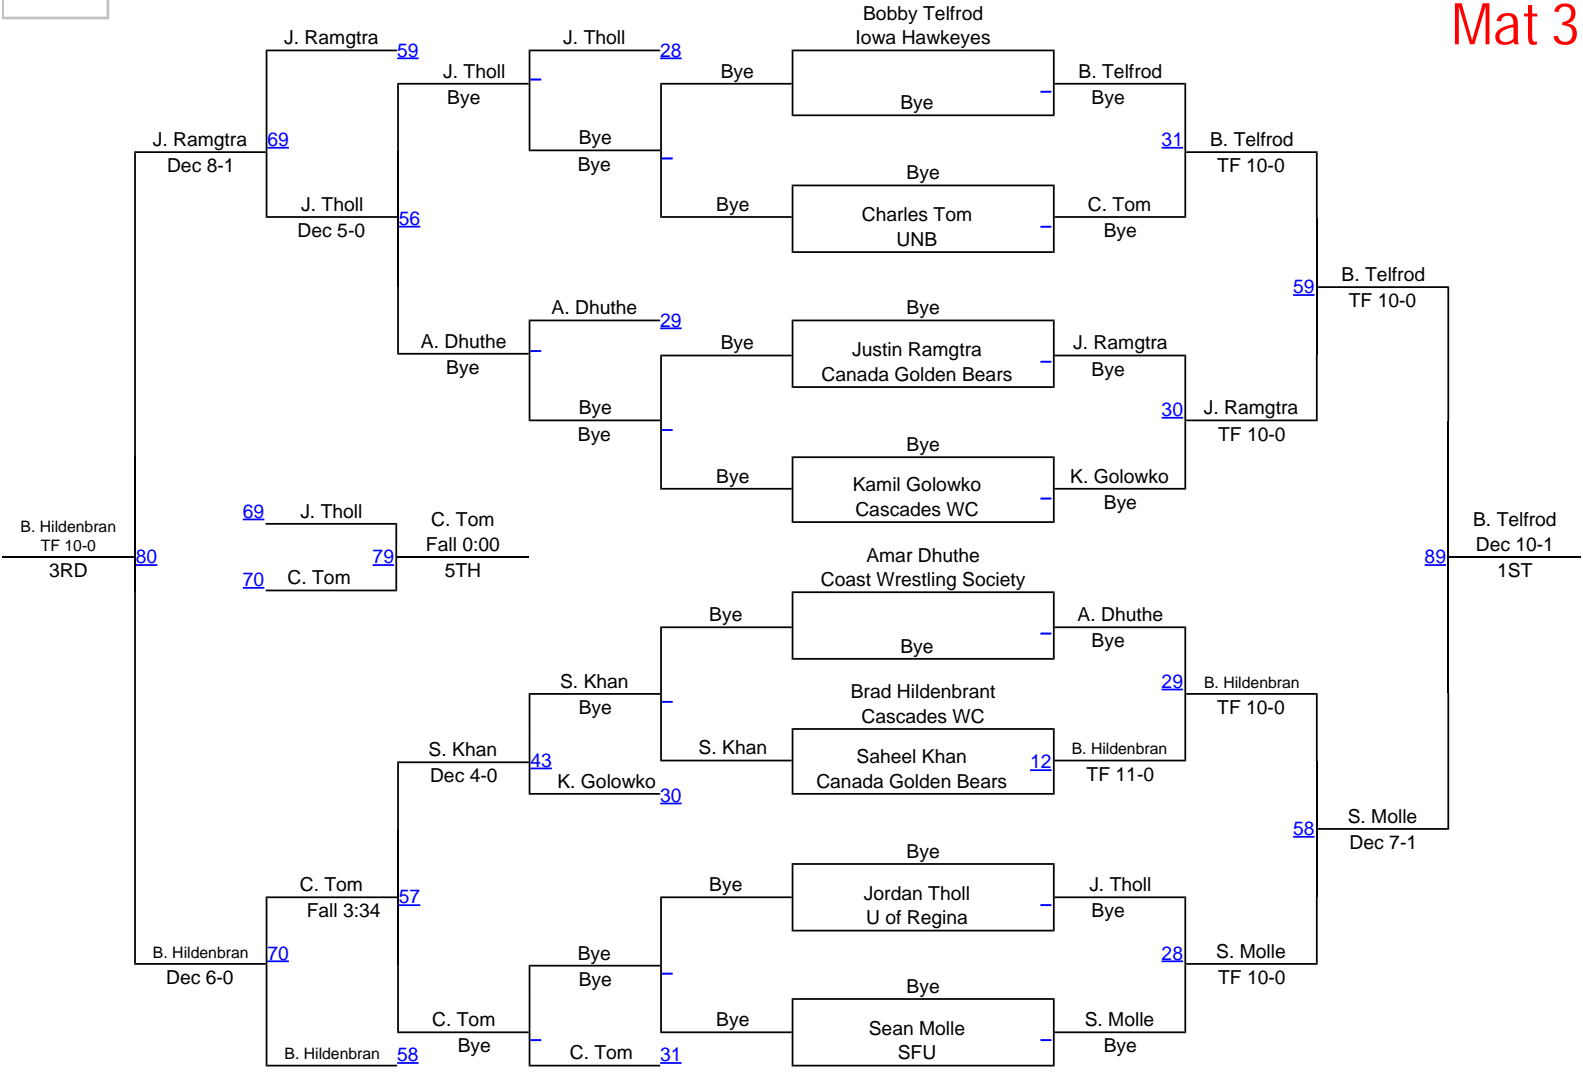 Mat 3
Bobby Telfrod
Iowa Hawkeyes
J. Ramgtra
59
J. Tholl
28
J. Tholl
Bye
Bye
Bye
B. Telfrod
Bye
J. Ramgtra
69
Dec 8-1
Bye
Bye
31
B. Telfrod
TF 10-0
Bye
J. Tholl
Dec 5-0
56
Bye
Charles Tom
UNB
C. Tom
Bye
59
B. Telfrod
TF 10-0
A. Dhuthe
29
Bye
A. Dhuthe
Bye
Bye
Justin Ramgtra
Canada Golden Bears
J. Ramgtra
Bye
Bye
Bye
30
J. Ramgtra
TF 10-0
Bye
Bye
Kamil Golowko
Cascades WC
K. Golowko
Bye
69
J. Tholl
B. Hildenbran
TF 10-0
3RD
80
79
C. Tom
Fall 0:00
5TH
70
C. Tom
89
B. Telfrod
Dec 10-1
1ST
Amar Dhuthe
Coast Wrestling Society
Bye
Bye
A. Dhuthe
Bye
S. Khan
Bye
Brad Hildenbrant
Cascades WC
29
B. Hildenbran
TF 10-0
S. Khan
Dec 4-0
43
S. Khan
Saheel Khan
Canada Golden Bears
12
B. Hildenbran
TF 11-0
K. Golowko
30
58
S. Molle
Dec 7-1
Bye
C. Tom
Fall 3:34
57
Bye
Jordan Tholl
U of Regina
J. Tholl
Bye
B. Hildenbran
Dec 6-0
70
Bye
Bye
28
S. Molle
TF 10-0
Bye
C. Tom
Bye
Bye
Sean Molle
SFU
S. Molle
Bye
B. Hildenbran
58
C. Tom
31